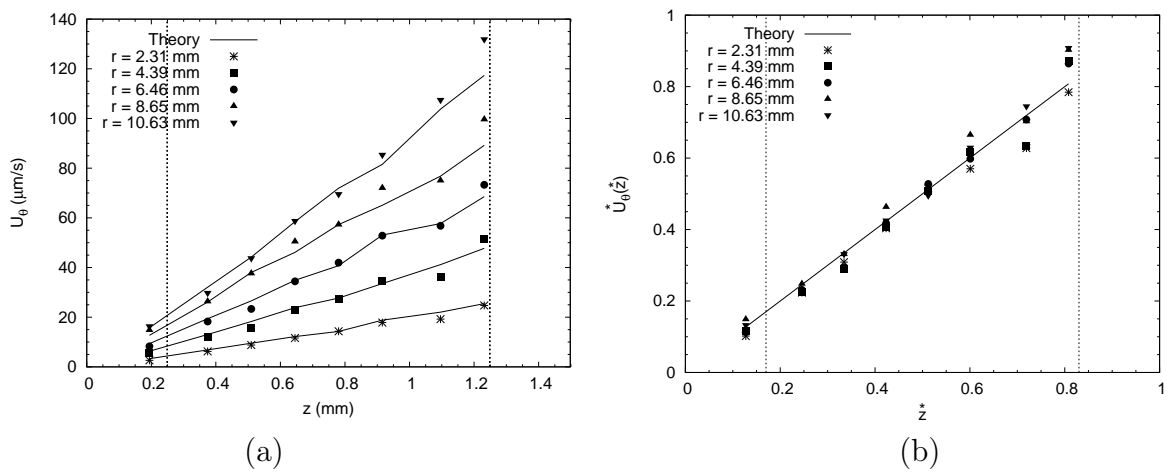 Theory
r = 2.31 mm
r = 4.39 mm
r = 6.46 mm
r = 8.65 mm
r = 10.63 mm
140
120
100
80
60
40
20
0
U_θ (μm/s)
0 0.2 0.4 0.6 0.8 1 1.2 1.4
z (mm)
(a)
Theory
r = 2.31 mm
r = 4.39 mm
r = 6.46 mm
r = 8.65 mm
r = 10.63 mm
1
0.8
0.6
0.4
0.2
0
U*_θ(z*)
0 0.2 0.4 0.6 0.8 1
z*
(b)